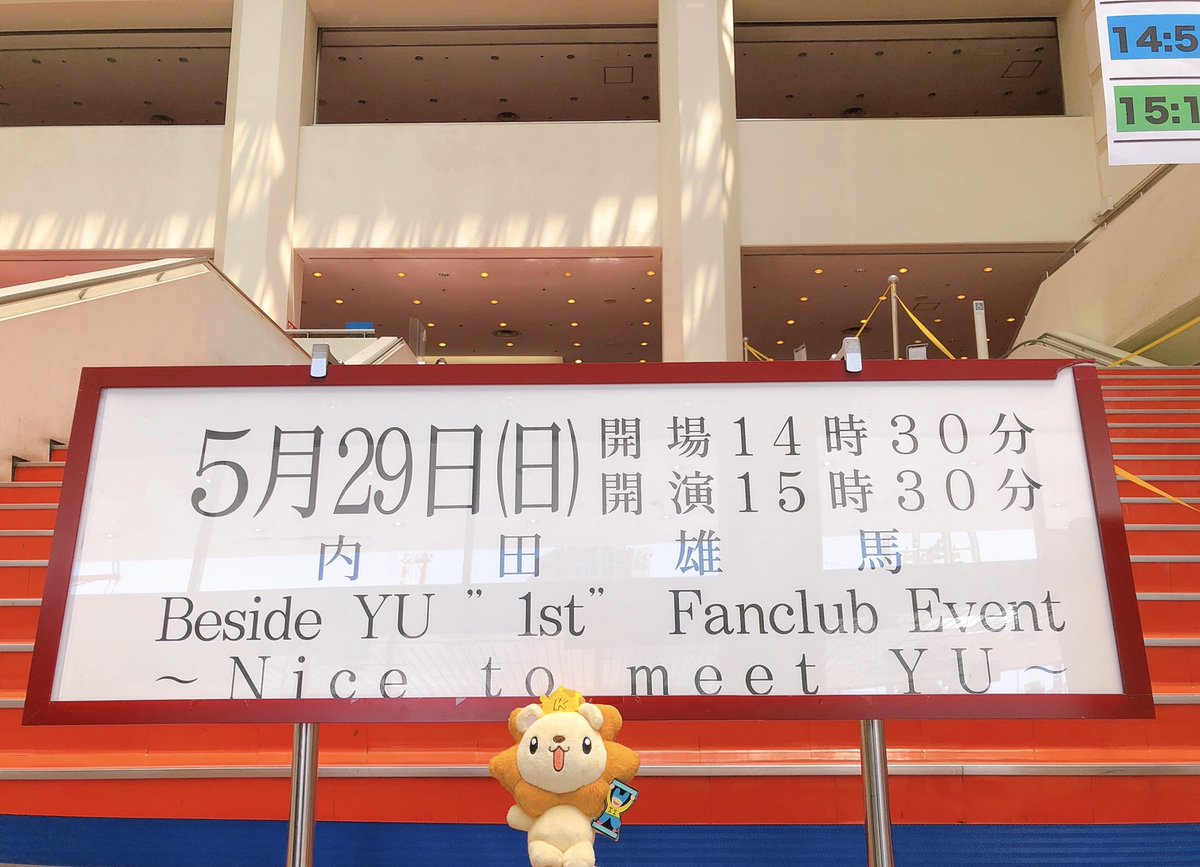 14:5
15:1
5月29日(日)
開場14時30分
開演15時30分
内田雄馬
Beside YU ”1st” Fanclub Event
~Nice to meet YU~
K